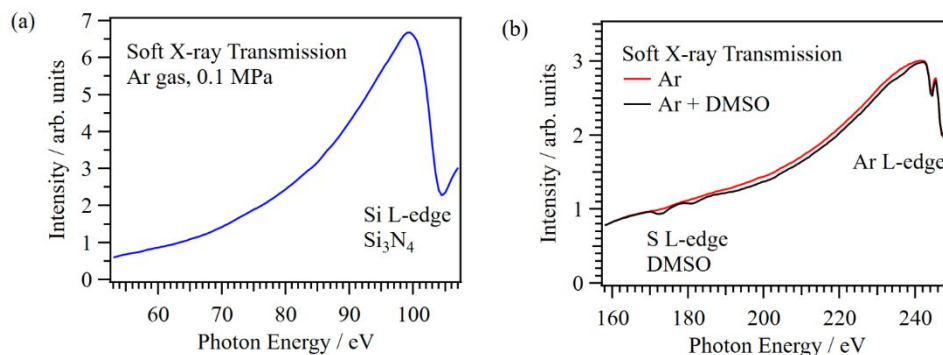 (a)
Soft X-ray Transmission
Ar gas, 0.1 MPa
Si L-edge
Si₃N₄
Intensity / arb. units
7
6
5
4
3
2
1
0
60 70 80 90 100
Photon Energy / eV
(b)
Soft X-ray Transmission
Ar
Ar + DMSO
Ar L-edge
S L-edge
DMSO
Intensity / arb. units
3
2
1
0
160 180 200 220 240
Photon Energy / eV